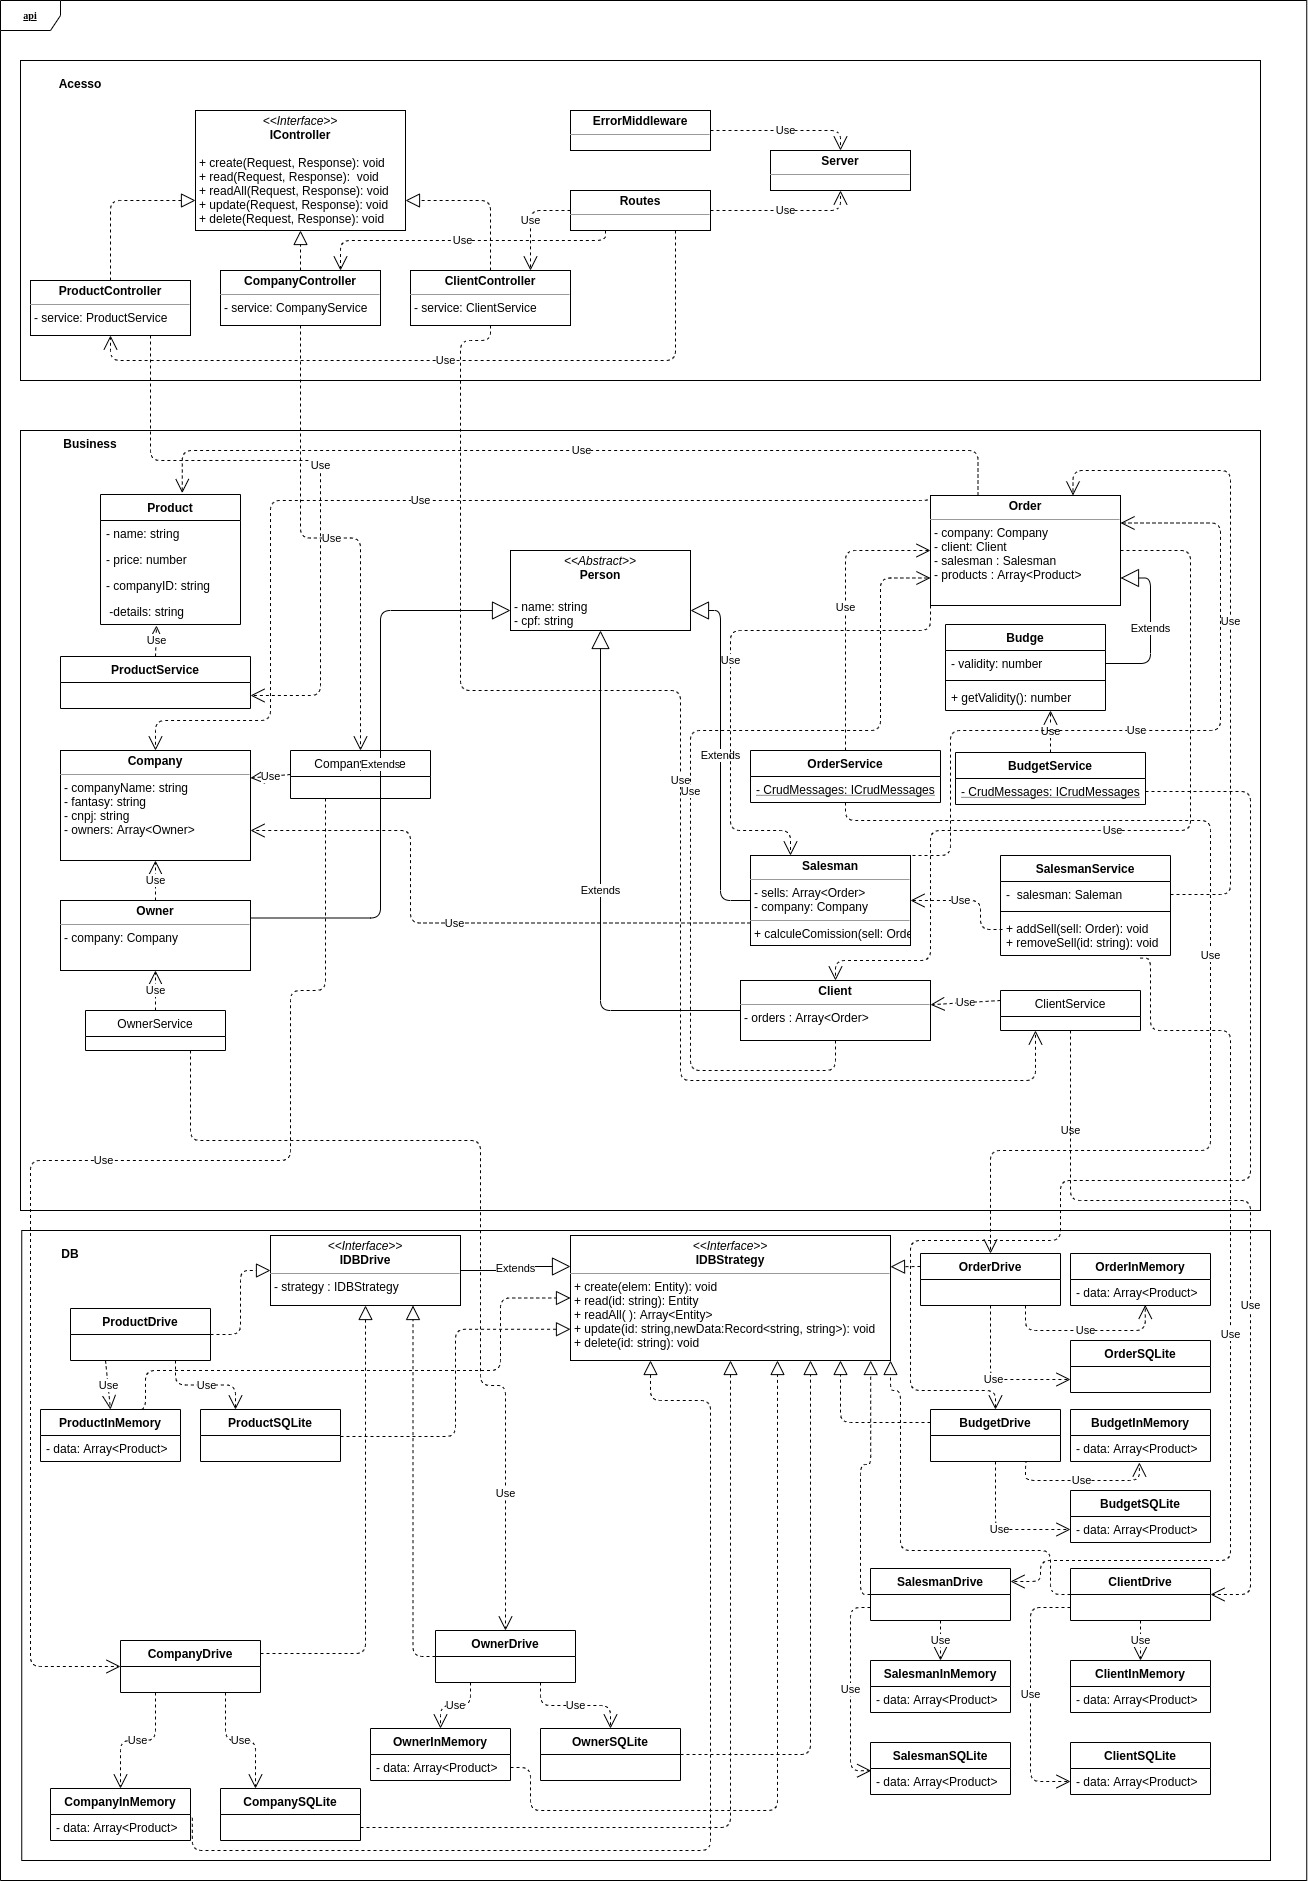 api
Acesso
<<Interface>>
IController
+ create(Request, Response): void
+ read(Request, Response):  void
+ readAll(Request, Response): void
+ update(Request, Response): void
+ delete(Request, Response): void
ErrorMiddleware
Use
Server
Routes
Use
Use
Use
ProductController
- service: ProductService
CompanyController
- service: CompanyService
ClientController
- service: ClientService
Use
Business
Use
Use
Use
Use
Product
- name: string
- price: number
- companyID: string
-details: string
Use
ProductService
<<Abstract>>
Person
- name: string
- cpf: string
Order
- company: Company
- client: Client
- salesman : Salesman
- products : Array<Product>
Use
Use
Extends
Use
Budge
- validity: number
+ getValidity(): number
Use
Use
Company
- companyName: string
- fantasy: string
- cnpj: string
- owners: Array<Owner>
Use
Extends
Extends
Use
Use
OrderService
- CrudMessages: ICrudMessages
BudgetService
- CrudMessages: ICrudMessages
Use
Use
Owner
- company: Company
Extends
Use
Salesman
- sells: Array<Order>
- company: Company
+ calculeComission(sell: Orde
Use
SalesmanService
-  salesman: Saleman
+ addSell(sell: Order): void
+ removeSell(id: string): void
Use
Use
OwnerService
Client
- orders : Array<Order>
Use
ClientService
Use
Use
DB
<<Interface>>
IDBDrive
- strategy : IDBStrategy
Extends
<<Interface>>
IDBStrategy
+ create(elem: Entity): void
+ read(id: string): Entity
+ readAll( ): Array<Entity>
+ update(id: string,newData:Record<string, string>): void
+ delete(id: string): void
OrderDrive
OrderInMemory
- data: Array<Product>
Use
Use
Use
OrderSQLite
Use
ProductDrive
Use
Use
ProductInMemory
- data: Array<Product>
ProductSQLite
BudgetDrive
BudgetInMemory
- data: Array<Product>
Use
Use
BudgetSQLite
- data: Array<Product>
Use
SalesmanDrive
ClientDrive
Use
Use
CompanyDrive
OwnerDrive
SalesmanInMemory
- data: Array<Product>
ClientInMemory
- data: Array<Product>
Use
Use
Use
Use
Use
Use
OwnerInMemory
- data: Array<Product>
OwnerSQLite
SalesmanSQLite
- data: Array<Product>
ClientSQLite
- data: Array<Product>
CompanyInMemory
- data: Array<Product>
CompanySQLite